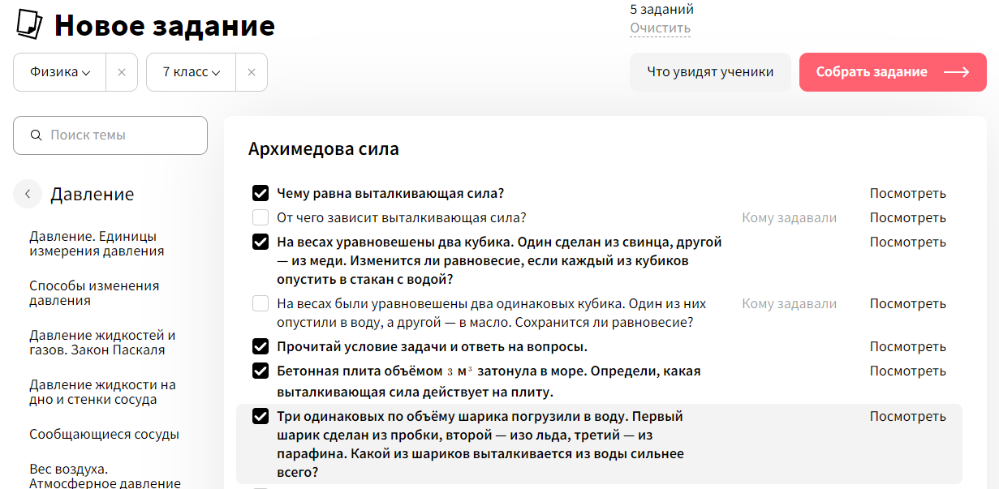 Новое задание
5 заданий
Очистить
Физика
7 класс
Что увидят ученики
Собрать задание
Поиск темы
Давление
Давление. Единицы
измерения давления
Способы изменения
давления
Давление жидкостей и
газов. Закон Паскаля
Давление жидкости на
дно и стенки сосуда
Сообщающиеся сосуды
Вес воздуха.
Атмосферное давление
Архимедова сила
Чему равна выталкивающая сила?
Посмотреть
От чего зависит выталкивающая сила?
Кому задавали
Посмотреть
На весах уравновешены два кубика. Один сделан из свинца, другой
— из меди. Изменится ли равновесие, если каждый из кубиков
опустить в стакан с водой?
Посмотреть
На весах были уравновешены два одинаковых кубика. Один из них
опустили в воду, а другой — в масло. Сохранится ли равновесие?
Кому задавали
Посмотреть
Прочитай условие задачи и ответь на вопросы.
Посмотреть
Бетонная плита объёмом 3 м³ затонула в море. Определи, какая
выталкивающая сила действует на плиту.
Посмотреть
Три одинаковых по объёму шарика погрузили в воду. Первый
шарик сделан из пробки, второй — изо льда, третий — из
парафина. Какой из шариков выталкивается из воды сильнее
всего?
Посмотреть